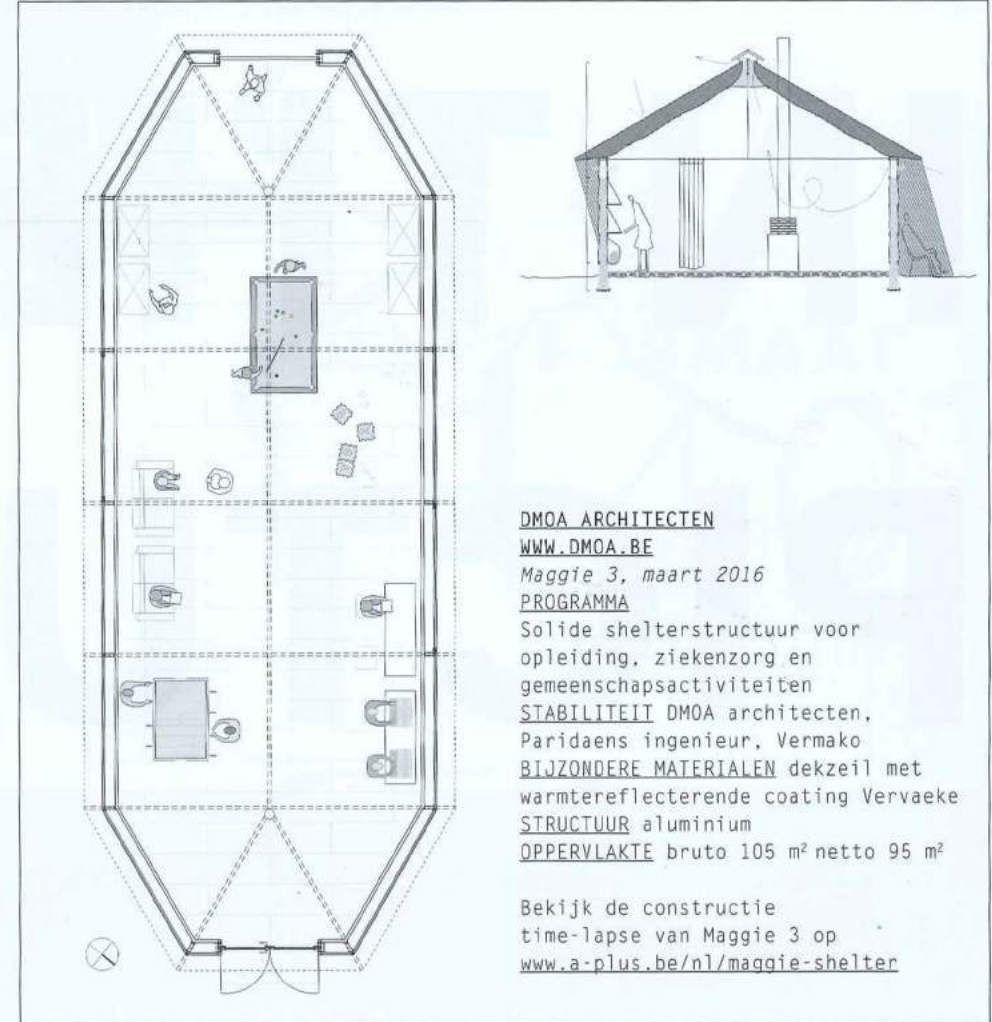 DMOA ARCHITECTEN
WWW.DMOA.BE
Maggie 3, maart 2016
PROGRAMMA
Solide shelterstructuur voor
opleiding, ziekenzorg en
gemeenschapsactiviteiten
STABILITEIT DMOA architecten,
Paridaens ingenieur, Vermako
BIJZONDERE MATERIALEN dekzeil met
warmtereflecterende coating Vervaeke
STRUCTUUR aluminium
OPPERVLAKTE bruto 105 m² netto 95 m²
Bekijk de constructie
time-lapse van Maggie 3 op
www.a-plus.be/nl/maggie-shelter